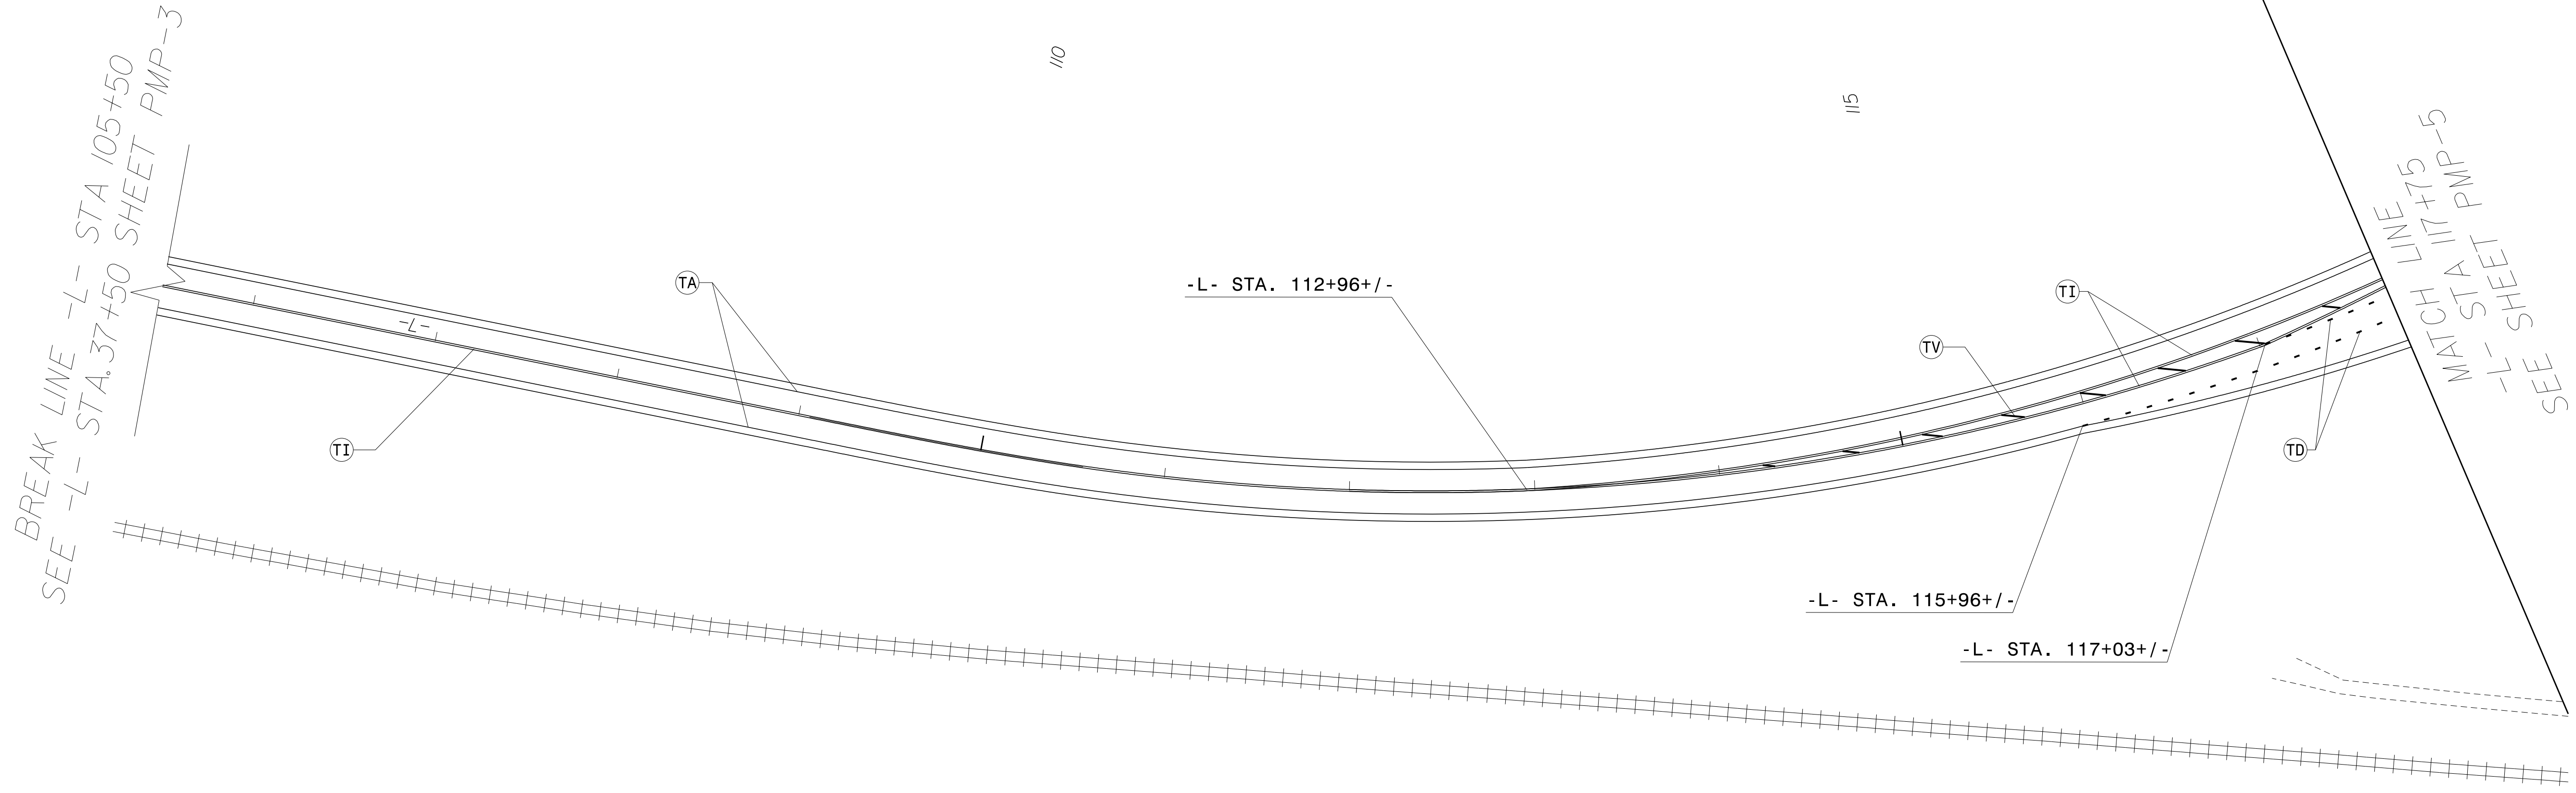 BREAK LINE -L- STA 105+50
SEE -L- STA.37+50 SHEET PMP-3
110
115
-L-
TA
TI
-L- STA. 112+96+/-
TV
TI
TD
-L- STA. 115+96+/-
-L- STA. 117+03+/-
MATCH LINE
-L- STA 117+75
SEE SHEET PMP-5